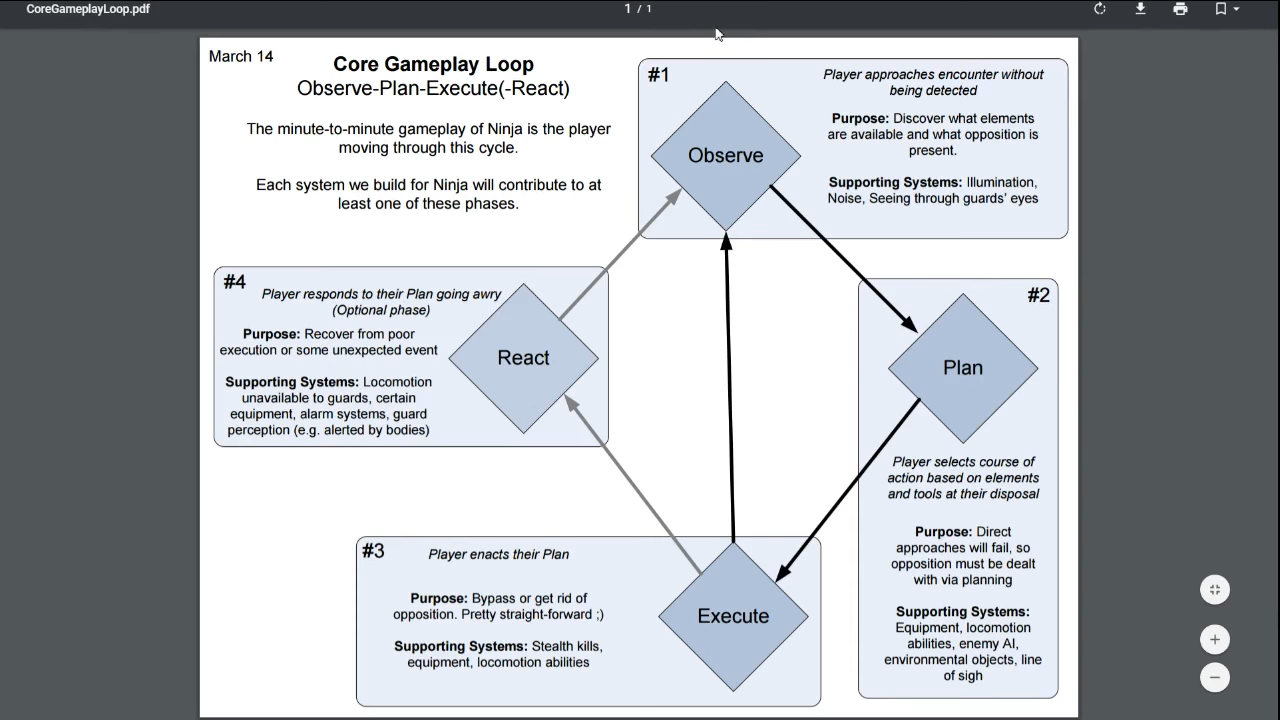 CoreGameplayLoop.pdf
1 / 1
March 14
Core Gameplay Loop
Observe-Plan-Execute(-React)
The minute-to-minute gameplay of Ninja is the player
moving through this cycle.
Each system we build for Ninja will contribute to at
least one of these phases.
#1
Observe
Player approaches encounter without
being detected
Purpose: Discover what elements
are available and what opposition is
present.
Supporting Systems: Illumination,
Noise, Seeing through guards' eyes
#2
Plan
Player selects course of
action based on elements
and tools at their disposal
Purpose: Direct
approaches will fail, so
opposition must be dealt
with via planning
Supporting Systems:
Equipment, locomotion
abilities, enemy AI,
environmental objects, line
of sigh
#3
Player enacts their Plan
Purpose: Bypass or get rid of
opposition. Pretty straight-forward ;)
Supporting Systems: Stealth kills,
equipment, locomotion abilities
Execute
#4
Player responds to their Plan going awry
(Optional phase)
Purpose: Recover from poor
execution or some unexpected event
Supporting Systems: Locomotion
unavailable to guards, certain
equipment, alarm systems, guard
perception (e.g. alerted by bodies)
React